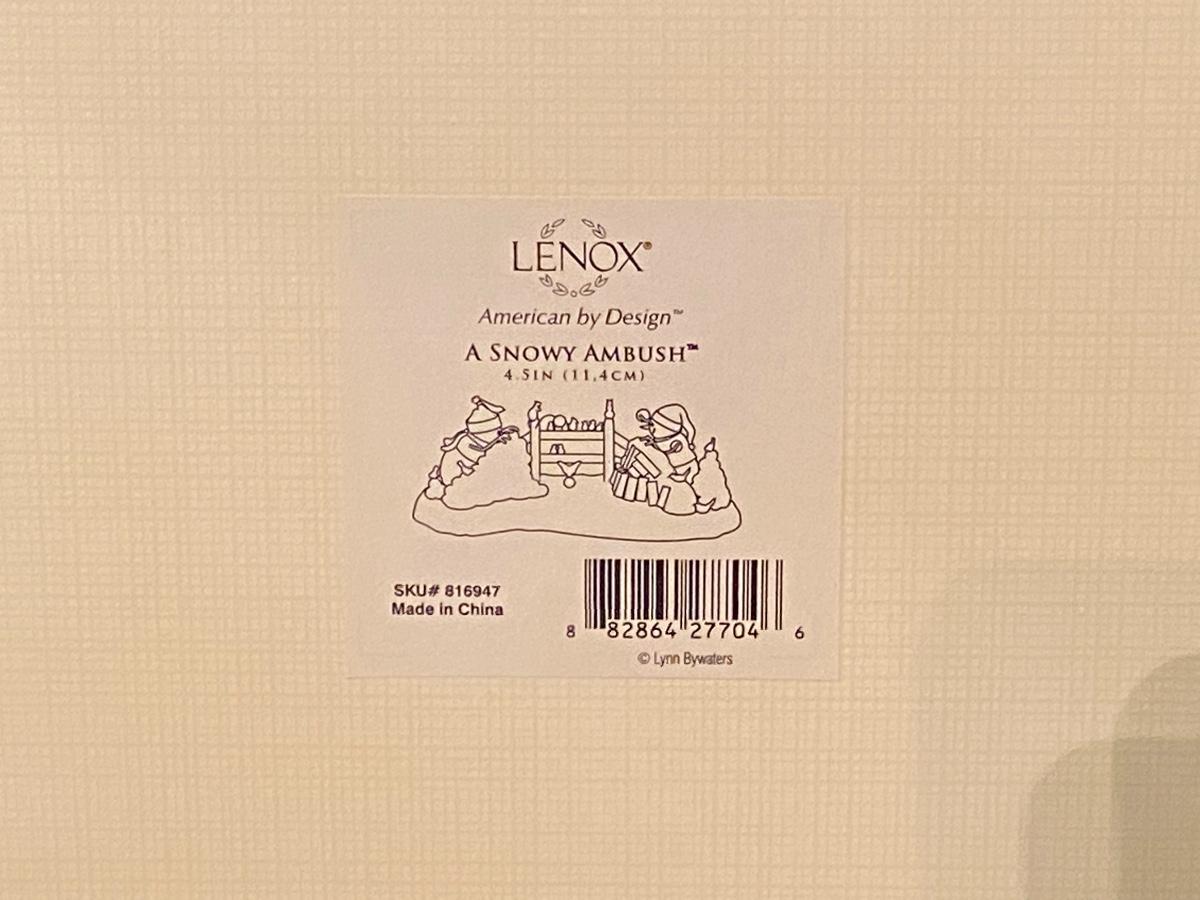 LENOX®
American by Design™
A SNOWY AMBUSH™
4.5IN (11,4CM)
SKU# 816947
Made in China
8 82864 27704 6
© Lynn Bywaters